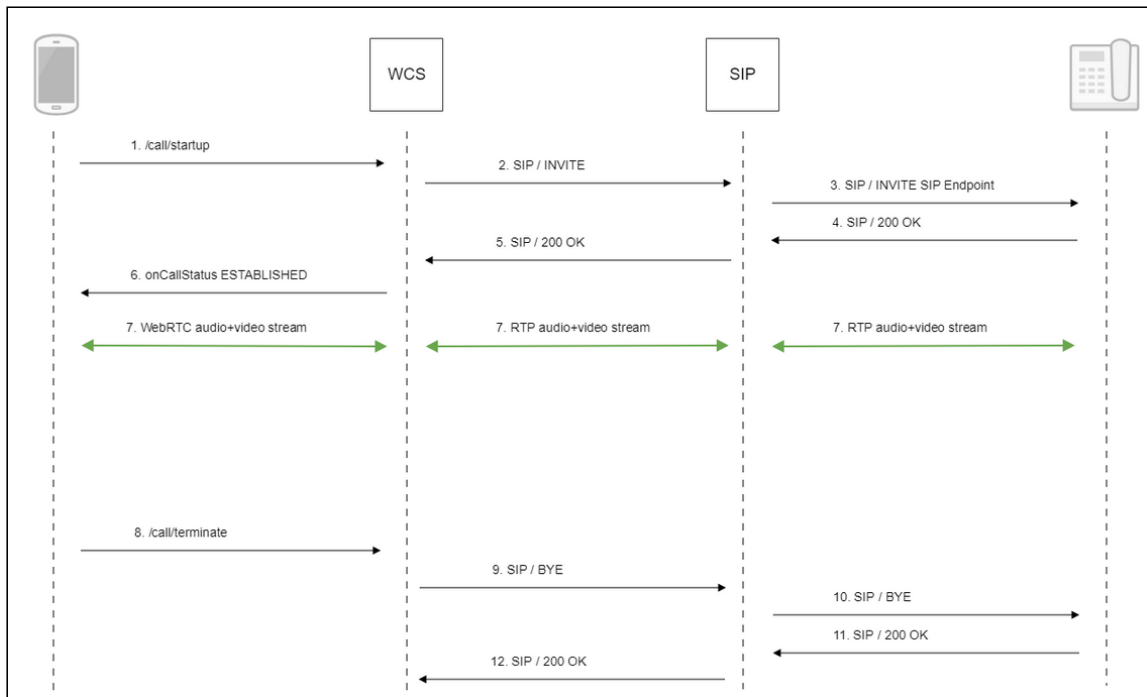 WCS
SIP
1. /call/startup
2. SIP / INVITE
3. SIP / INVITE SIP Endpoint
4. SIP / 200 OK
5. SIP / 200 OK
6. onCallStatus ESTABLISHED
7. WebRTC audio+video stream
7. RTP audio+video stream
7. RTP audio+video stream
8. /call/terminate
9. SIP / BYE
10. SIP / BYE
11. SIP / 200 OK
12. SIP / 200 OK